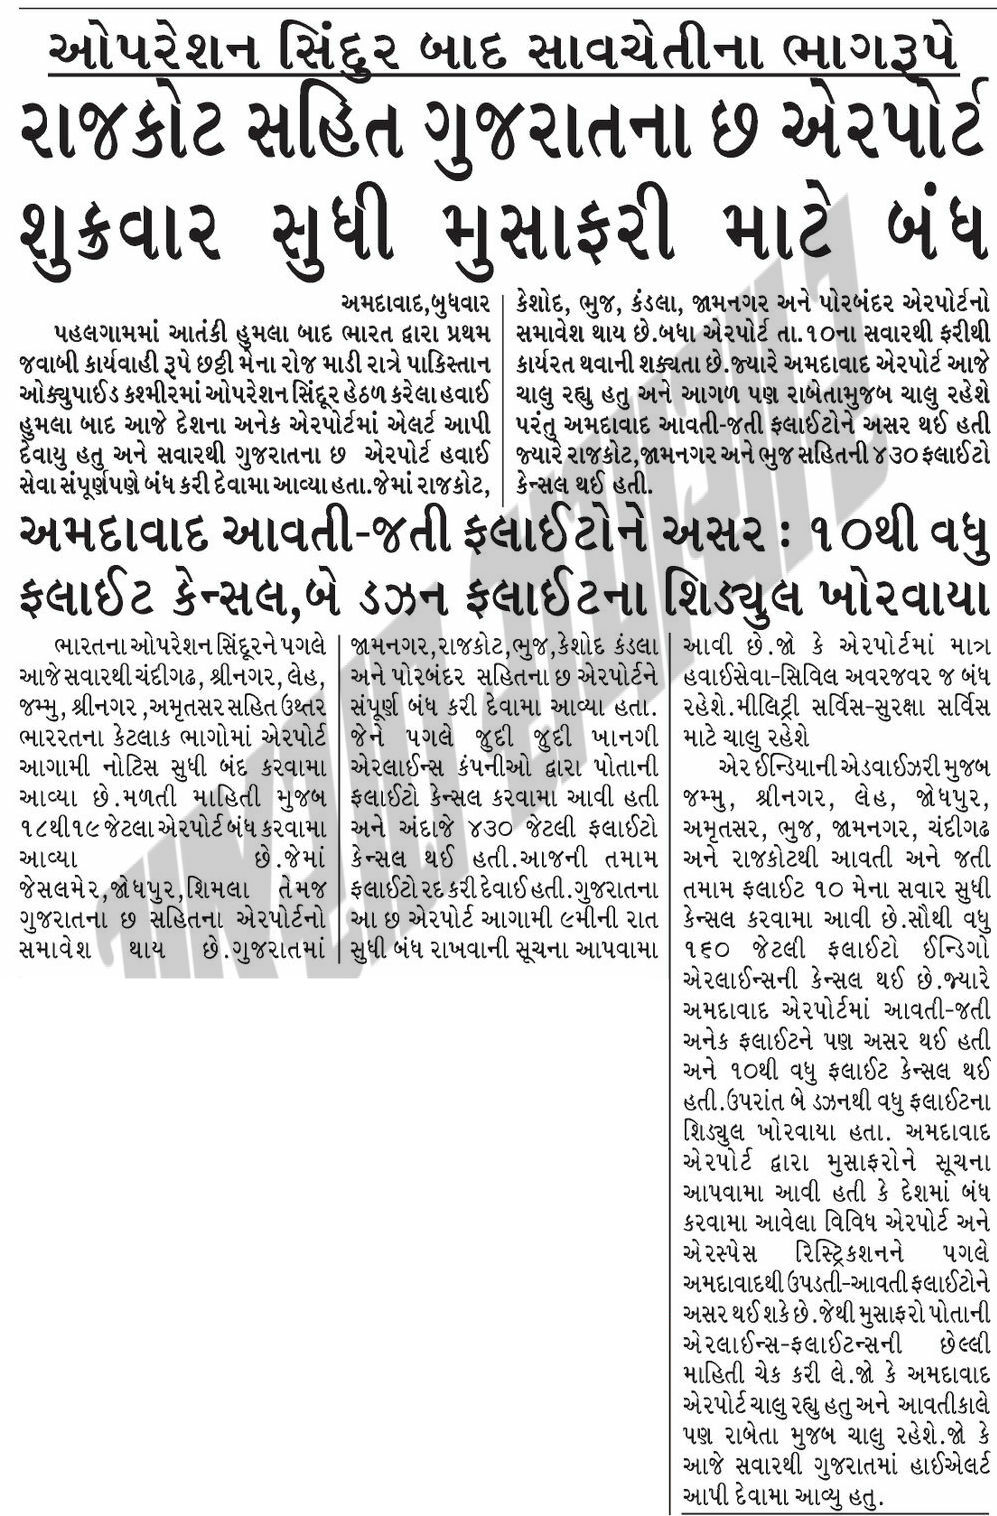 ઓપરેશન સિંદુર બાદ સાવચેતીના ભાગરૂપે
રાજકોટ સહિત ગુજરાતના છ એરપોર્ટ
શુક્રવાર સુધી મુસાફરી માટે બંધ
અમદાવાદ,બુધવાર
પહલગામમાં આતંકી હુમલા બાદ ભારત દ્વારા પ્રથમ
જવાબી કાર્યવાહી રૂપે છઠ્ઠી મેના રોજ માડી રાત્રે પાકિસ્તાન
ઓક્યુપાઈડ કશ્મીરમાં ઓપરેશન સિંદૂર હેઠળ કરેલા હવાઈ
હુમલા બાદ આજે દેશના અનેક એરપોર્ટમાં એલર્ટ આપી
દેવાયુ હતુ અને સવારથી ગુજરાતના છ એરપોર્ટ હવાઈ
સેવા સંપૂર્ણપણે બંધ કરી દેવામા આવ્યા હતા.જેમાં રાજકોટ,
કેશોદ, ભુજ, કંડલા, જામનગર અને પોરબંદર એરપોર્ટનો
સમાવેશ થાય છે.બધા એરપોર્ટ તા.૧૦ના સવારથી ફરીથી
કાર્યરત થવાની શક્યતા છે.જ્યારે અમદાવાદ એરપોર્ટ આજે
ચાલુ રહ્યુ હતુ અને આગળ પણ રાબેતામુજબ ચાલુ રહેશે
પરંતુ અમદાવાદ આવતી-જતી ફ્લાઈટોને અસર થઈ હતી
જ્યારે રાજકોટ,જામનગર અને ભુજ સહિતની ૪૩૦ ફલાઈટો
કેન્સલ થઈ હતી.
અમદાવાદ આવતી-જતી ફલાઈટોને અસર : ૧૦થી વધુ
ફલાઈટ કેન્સલ,બે ડઝન ફલાઈટના શિડ્યુલ ખોરવાયા
ભારતના ઓપરેશન સિંદૂરને પગલે
આજે સવારથી ચંદીગઢ, શ્રીનગર, લેહ,
જમ્મુ, શ્રીનગર ,અમૃતસર સહિત ઉથ્તર
ભારરતના કેટલાક ભાગોમાં એરપોર્ટ
આગામી નોટિસ સુધી બંદ કરવામા
આવ્યા છે.મળતી માહિતી મુજબ
૧૮થી૧૯ જેટલા એરપોર્ટ બંધ કરવામા
આવ્યા છે.જેમાં
જેસલમેર,જોધપુર,શિમલા તેમજ
ગુજરાતના છ સહિતના એરપોર્ટનો
સમાવેશ થાય છે.ગુજરાતમાં
જામનગર,રાજકોટ,ભુજ,કેશોદ કંડલા
અને પોરબંદર સહિતના છ એરપોર્ટને
સંપૂર્ણ બંધ કરી દેવામા આવ્યા હતા.
જેને પગલે જુદી જુદી ખાનગી
એરલાઈન્સ કંપનીઓ દ્વારા પોતાની
ફલાઈટો કેન્સલ કરવામા આવી હતી
અને અંદાજે ૪૩૦ જેટલી ફલાઈટો
કેન્સલ થઈ હતી.આજની તમામ
ફલાઈટો રદ કરી દેવાઈ હતી.ગુજરાતના
આ છ એરપોર્ટ આગામી ૯મીની રાત
સુધી બંધ રાખવાની સૂચના આપવામા
આવી છે.જો કે એરપોર્ટમાં માત્ર
હવાઈસેવા-સિવિલ અવરજવર જ બંધ
રહેશે.મીલિટ્રી સર્વિસ-સુરક્ષા સર્વિસ
માટે ચાલુ રહેશે
એર ઈન્ડિયાની એડવાઈઝરી મુજબ
જમ્મુ, શ્રીનગર, લેહ, જોધપુર,
અમૃતસર, ભુજ, જામનગર, ચંદીગઢ
અને રાજકોટથી આવતી અને જતી
તમામ ફલાઈટ ૧૦ મેના સવાર સુધી
કેન્સલ કરવામા આવી છે.સૌથી વધુ
૧૬૦ જેટલી ફલાઈટો ઈન્ડિગો
એરલાઈન્સની કેન્સલ થઈ છે.જ્યારે
અમદાવાદ એરપોર્ટમાં આવતી-જતી
અનેક ફલાઈટને પણ અસર થઈ હતી
અને ૧૦થી વધુ ફલાઈટ કેન્સલ થઈ
હતી.ઉપરાંત બે ડઝનથી વધુ ફલાઈટના
શિડ્યુલ ખોરવાયા હતા. અમદાવાદ
એરપોર્ટ દ્વારા મુસાફરોને સૂચના
આપવામા આવી હતી કે દેશમાં બંધ
કરવામા આવેલા વિવિધ એરપોર્ટ અને
એરસ્પેસ રિસ્ટ્રિકશનને પગલે
અમદાવાદથી ઉપડતી-આવતી ફલાઈટોને
અસર થઈ શકે છે.જેથી મુસાફરો પોતાની
એરલાઈન્સ-ફલાઈટન્સની છેલ્લી
માહિતી ચેક કરી લે.જો કે અમદાવાદ
એરપોર્ટ ચાલુ રહ્યુ હતુ અને આવતીકાલે
પણ રાબેતા મુજબ ચાલુ રહેશે.જો કે
આજે સવારથી ગુજરાતમાં હાઈએલર્ટ
આપી દેવામા આવ્યુ હતુ.